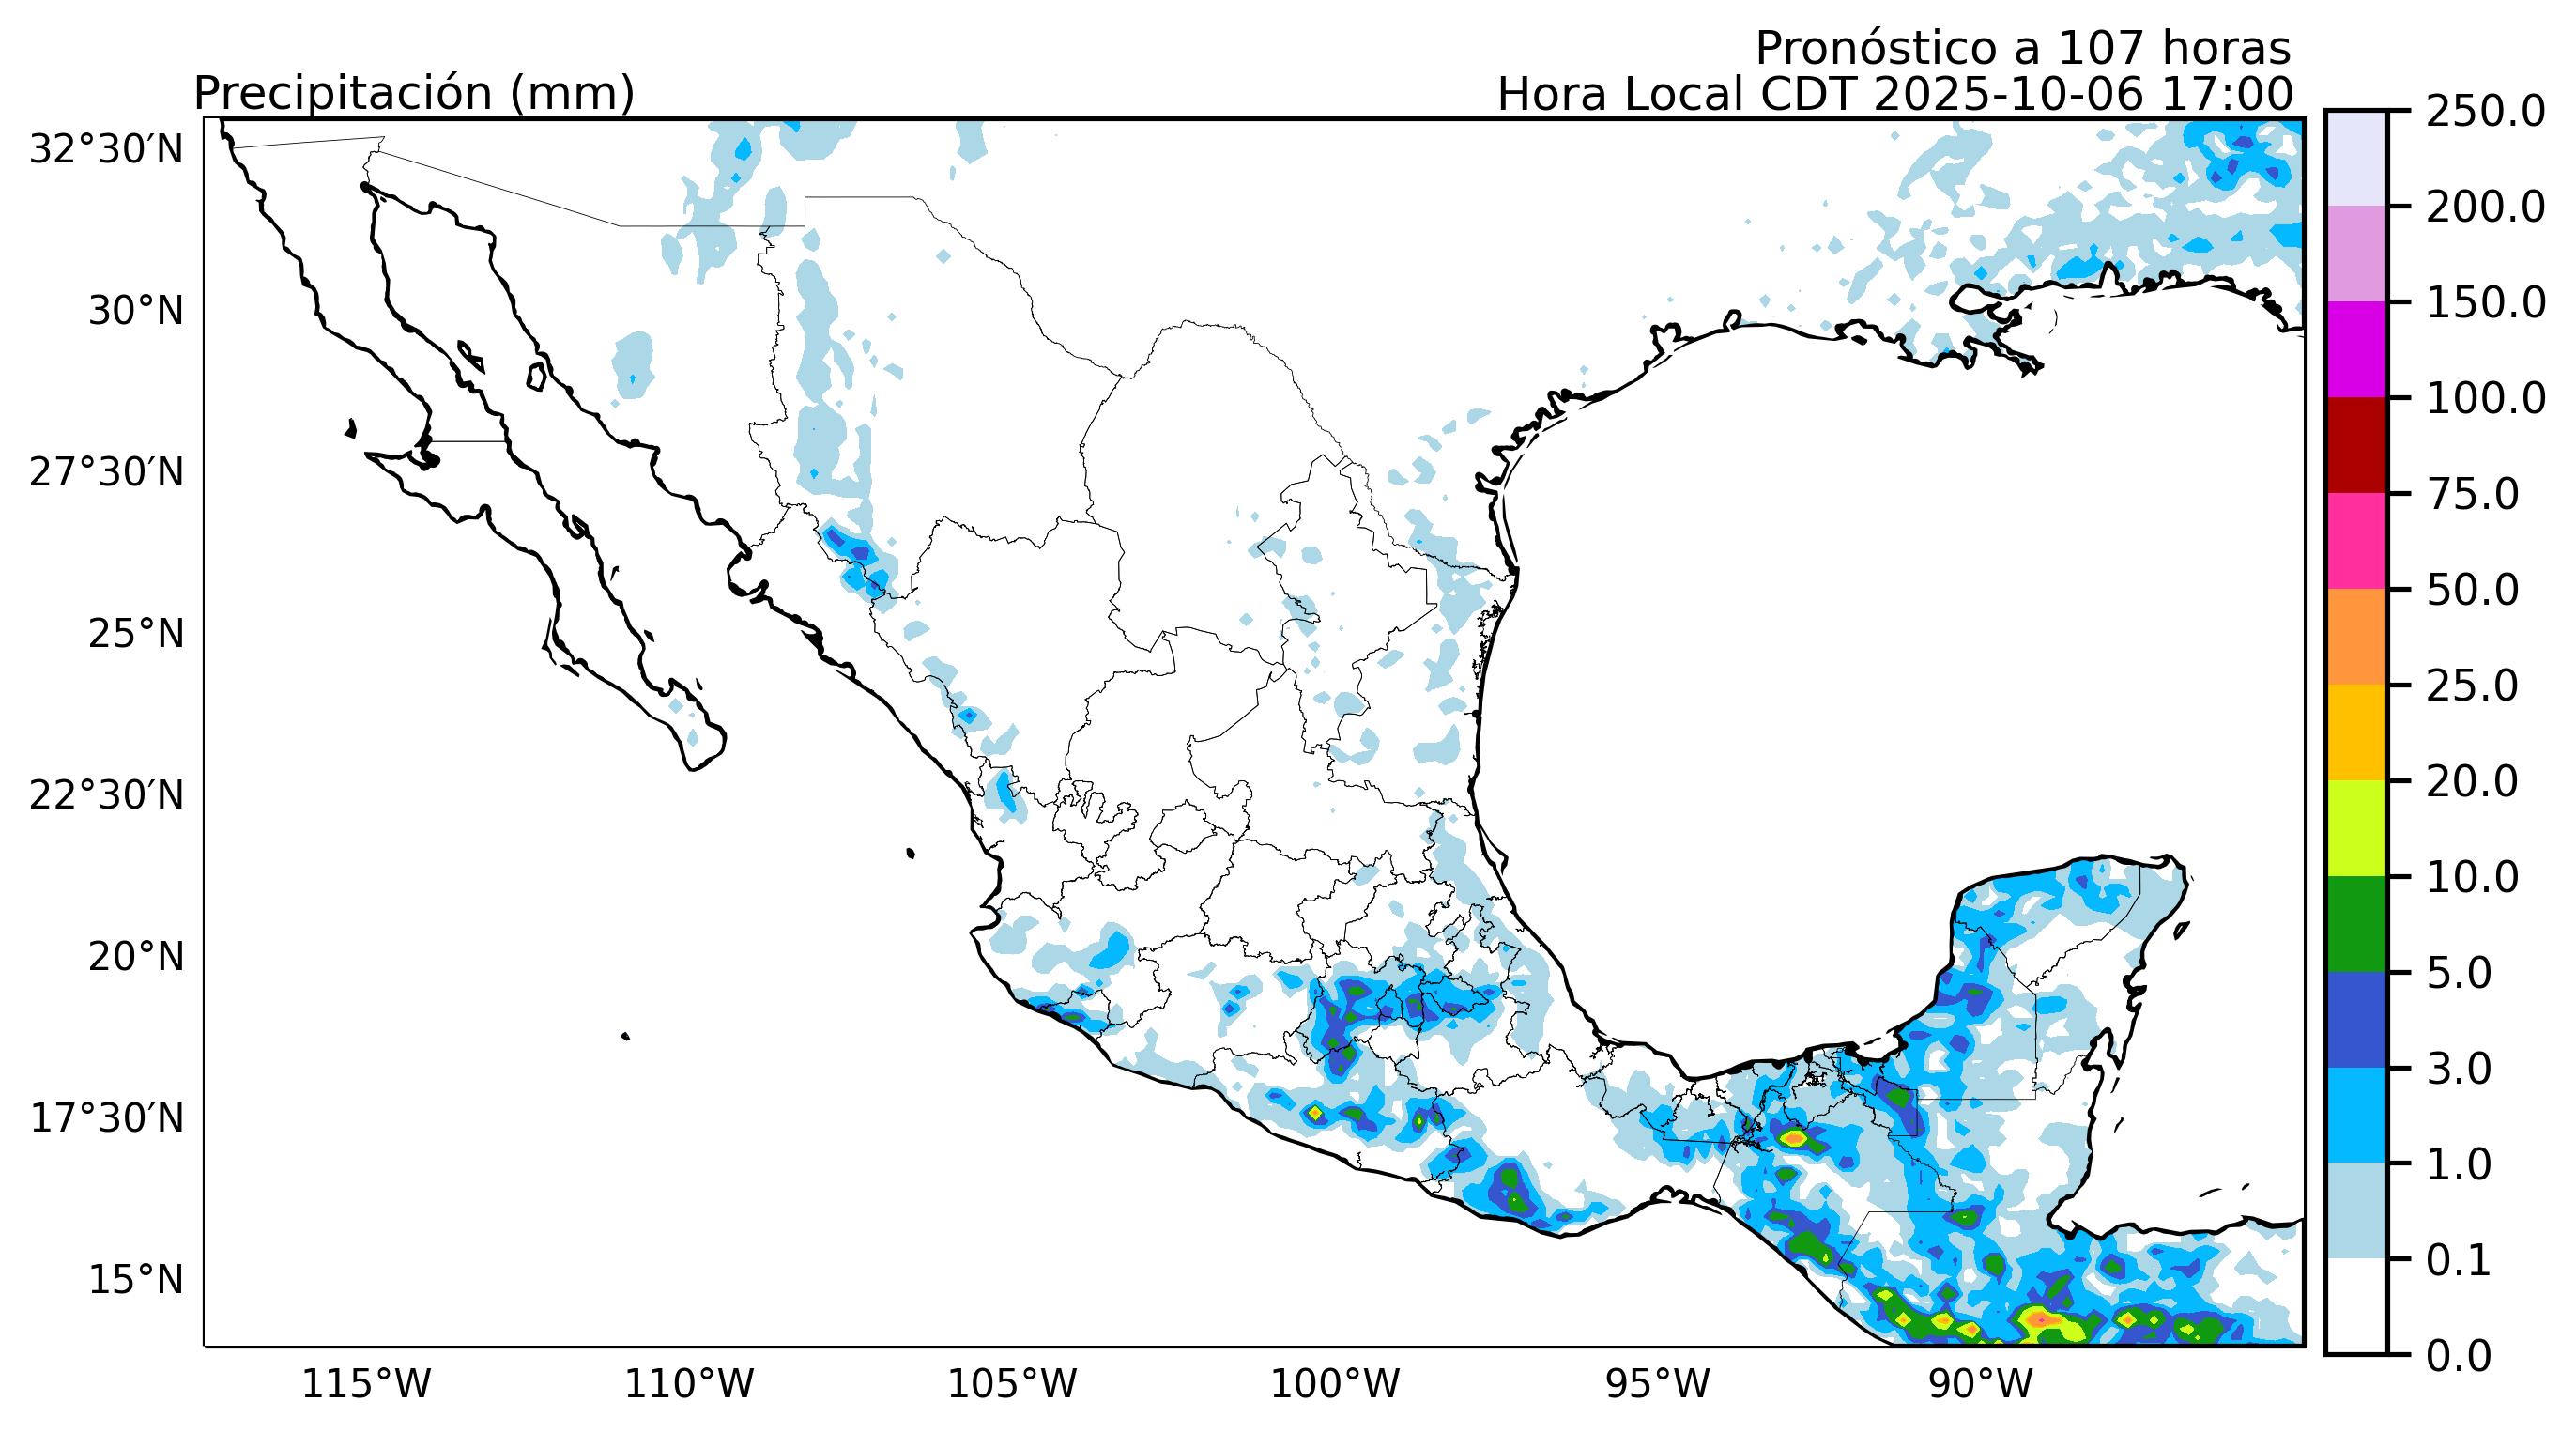 Pronóstico a 107 horas
Precipitación (mm)
Hora Local CDT 2025-10-06 17:00
32°30′N
30°N
27°30′N
25°N
22°30′N
20°N
17°30′N
15°N
115°W
110°W
105°W
100°W
95°W
90°W
250.0
200.0
150.0
100.0
75.0
50.0
25.0
20.0
10.0
5.0
3.0
1.0
0.1
0.0